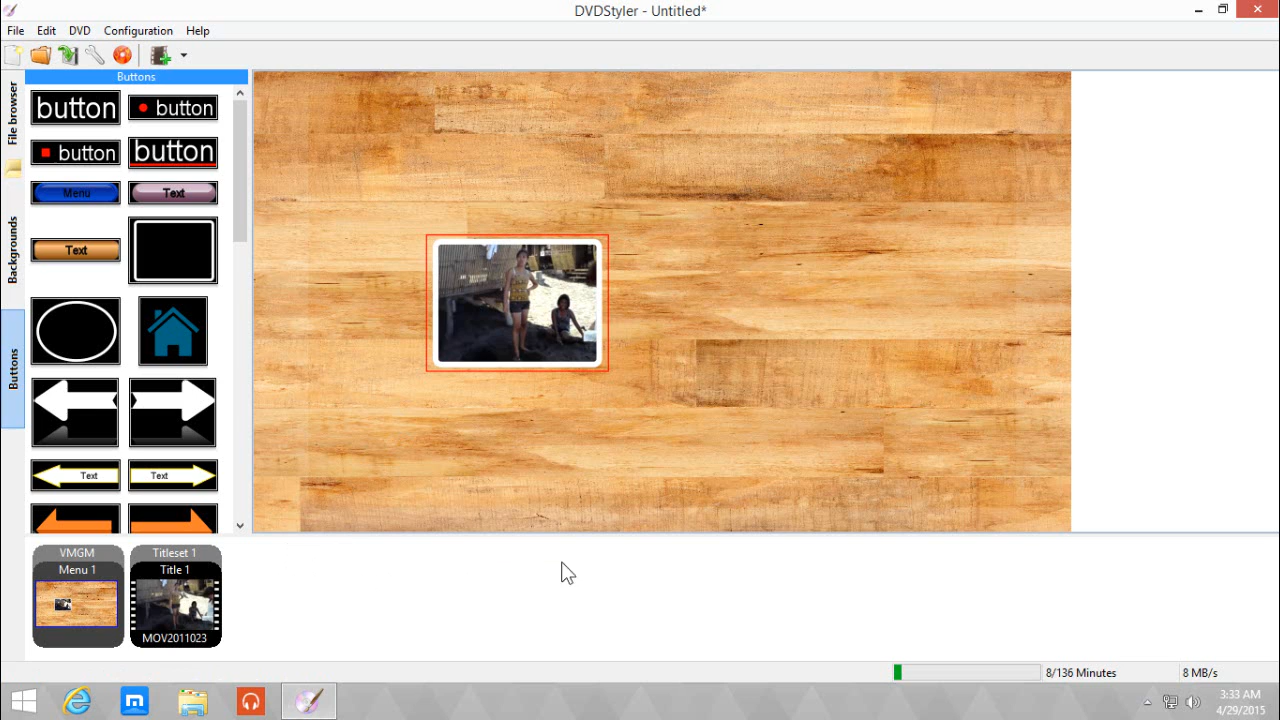 DVDStyler - Untitled*
File Edit DVD Configuration Help
File browser
Backgrounds
Buttons
Buttons
button button
button button
Menu Text
Text
Text Text
VMGM Titleset 1
Menu 1 Title 1
MOV2011023
8/136 Minutes 8 MB/s
3:33 AM
4/29/2015